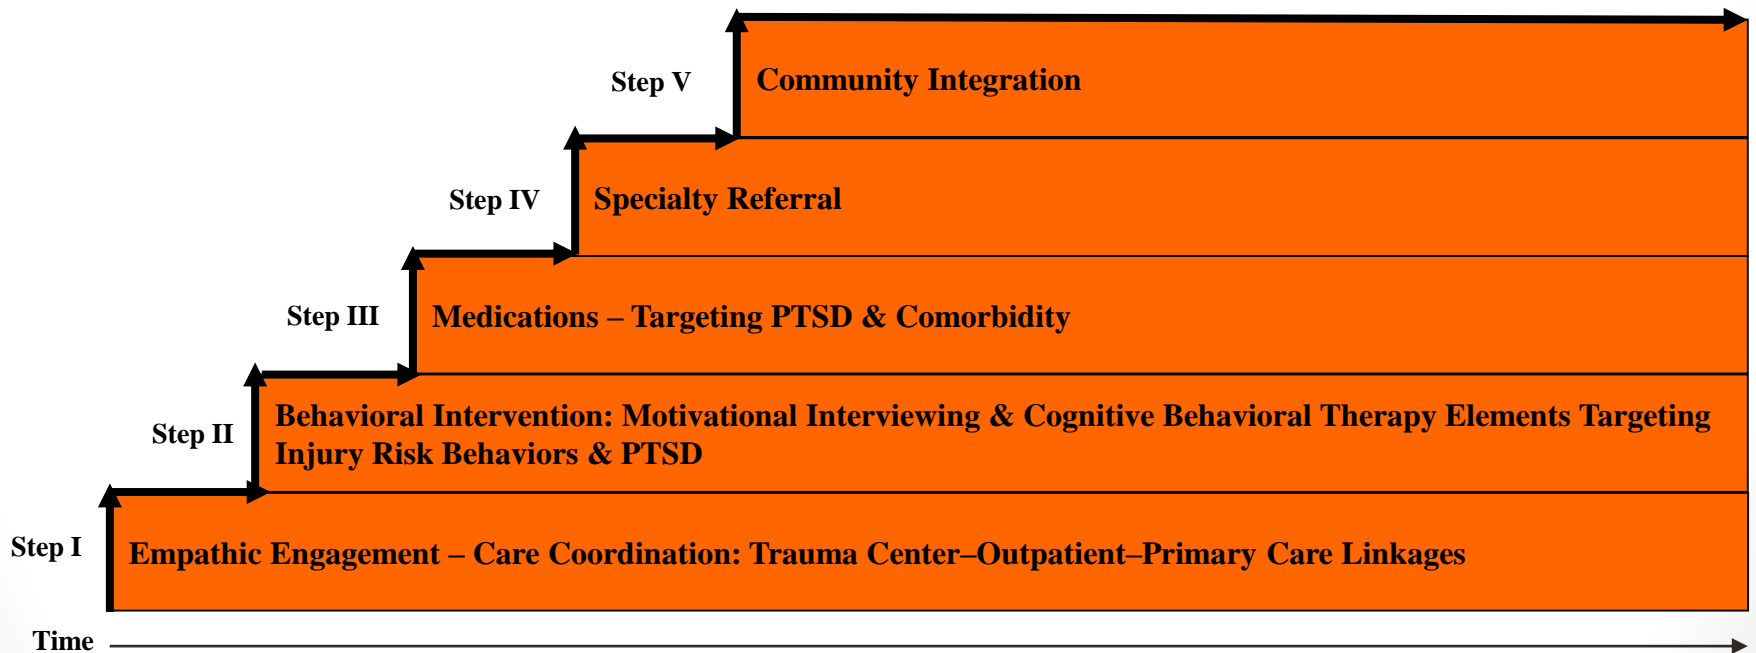 Step V
Community Integration
Step IV
Specialty Referral
Step III
Medications – Targeting PTSD & Comorbidity
Step II
Behavioral Intervention: Motivational Interviewing & Cognitive Behavioral Therapy Elements Targeting
Injury Risk Behaviors & PTSD
Step I
Empathic Engagement – Care Coordination: Trauma Center–Outpatient–Primary Care Linkages
Time